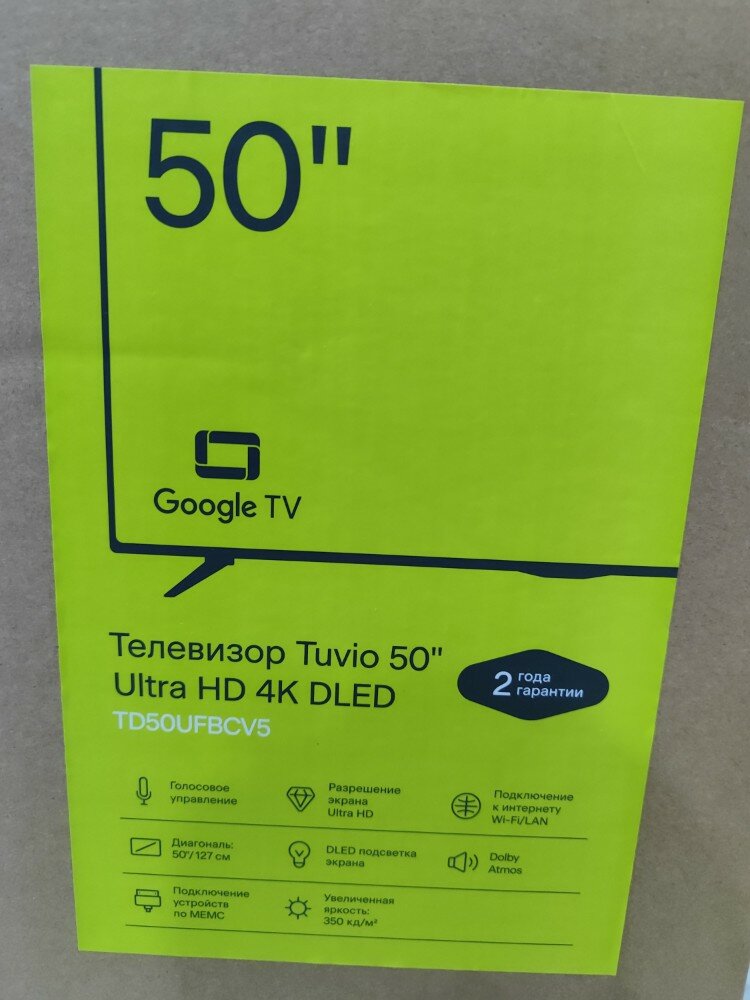 50"
Google TV
Телевизор Tuvio 50"
Ultra HD 4K DLED
TD50UFBCV5
2 года
гарантии
Голосовое
управление
Разрешение
экрана
Ultra HD
Подключение
к интернету
Wi-Fi/LAN
Диагональ:
50"/127 см
DLED подсветка
экрана
Dolby
Atmos
Подключение
устройств
по MEMC
Увеличенная
яркость:
350 кд/м²